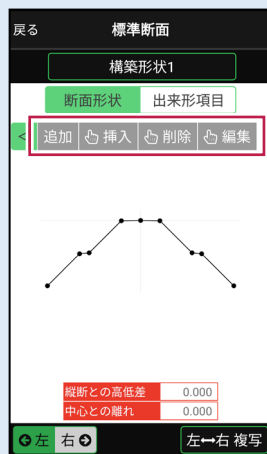 戻る 標準断面
構築形状1
断面形状 出来形項目
< 追加 挿入 削除 編集
縦断との高低差 0.000
中心との離れ 0.000
左 右 左↔右 複写